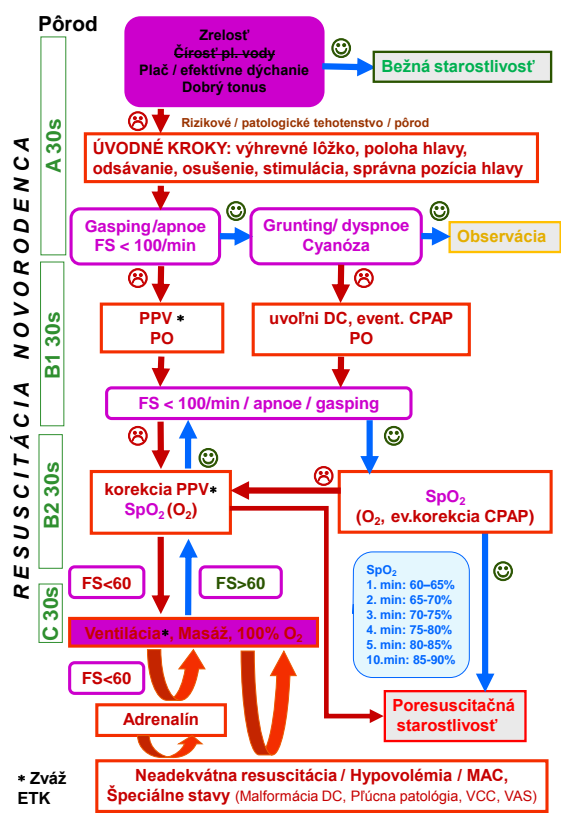 Pôrod
Zrelosť
Čírosť pl. vody
Plač / efektívne dýchanie
Dobrý tonus
Bežná starostlivosť
Rizikové / patologické tehotenstvo / pôrod
ÚVODNÉ KROKY: výhrevné lôžko, poloha hlavy,
odsávanie, osušenie, stimulácia, správna pozícia hlavy
RESUSCITÁCIA NOVORODENCA
A 30s
Gasping/apnoe
FS < 100/min
Grunting/ dyspnoe
Cyanóza
Observácia
B1 30s
PPV *
PO
uvoľni DC, event. CPAP
PO
FS < 100/min / apnoe / gasping
B2 30s
korekcia PPV*
SpO₂ (O₂)
SpO₂
(O₂, ev.korekcia CPAP)
FS<60
FS>60
SpO₂
1. min: 60–65%
2. min: 65-70%
3. min: 70-75%
4. min: 75-80%
5. min: 80-85%
10.min: 85-90%
C 30s
Ventilácia*, Masáž, 100% O₂
FS<60
Adrenalín
Poresuscitačná
starostlivosť
* Zváž
ETK
Neadekvátna resuscitácia / Hypovolémia / MAC,
Špeciálne stavy (Malformácia DC, Pľúcna patológia, VCC, VAS)